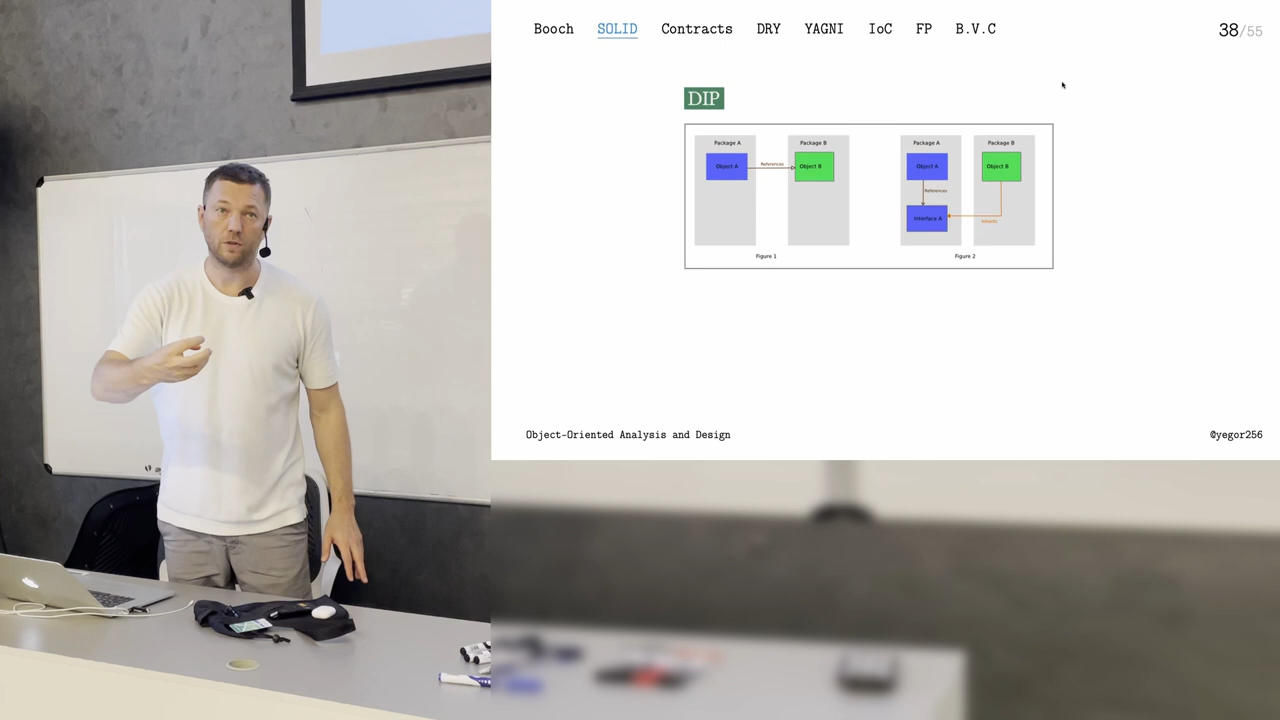 Booch SOLID Contracts DRY YAGNI IoC FP B.V.C
38/55
DIP
Package A
Package B
Object A
References
Object B
Figure 1
Package A
Package B
Object A
Object B
References
Interface A
Inherits
Figure 2
Object-Oriented Analysis and Design
@yegor256